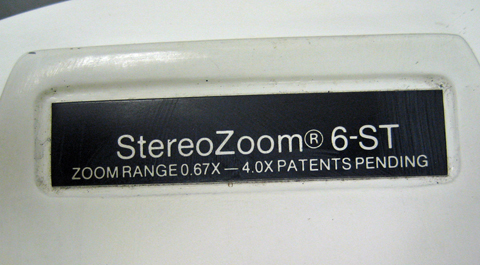 StereoZoom® 6-ST
ZOOM RANGE 0.67X — 4.0X PATENTS PENDING